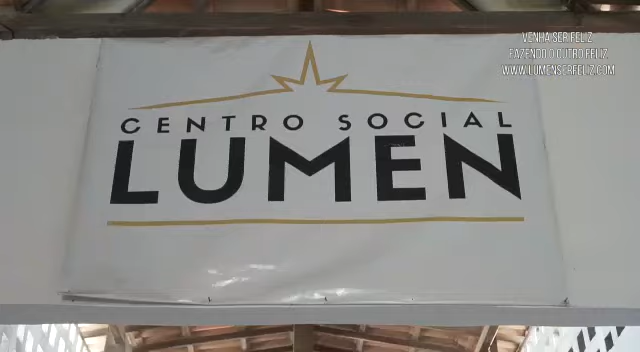 VENHA SER FELIZ
FAZENDO O OUTRO FELIZ
WWW.LUMENSERFELIZ.COM
CENTRO SOCIAL
LUMEN